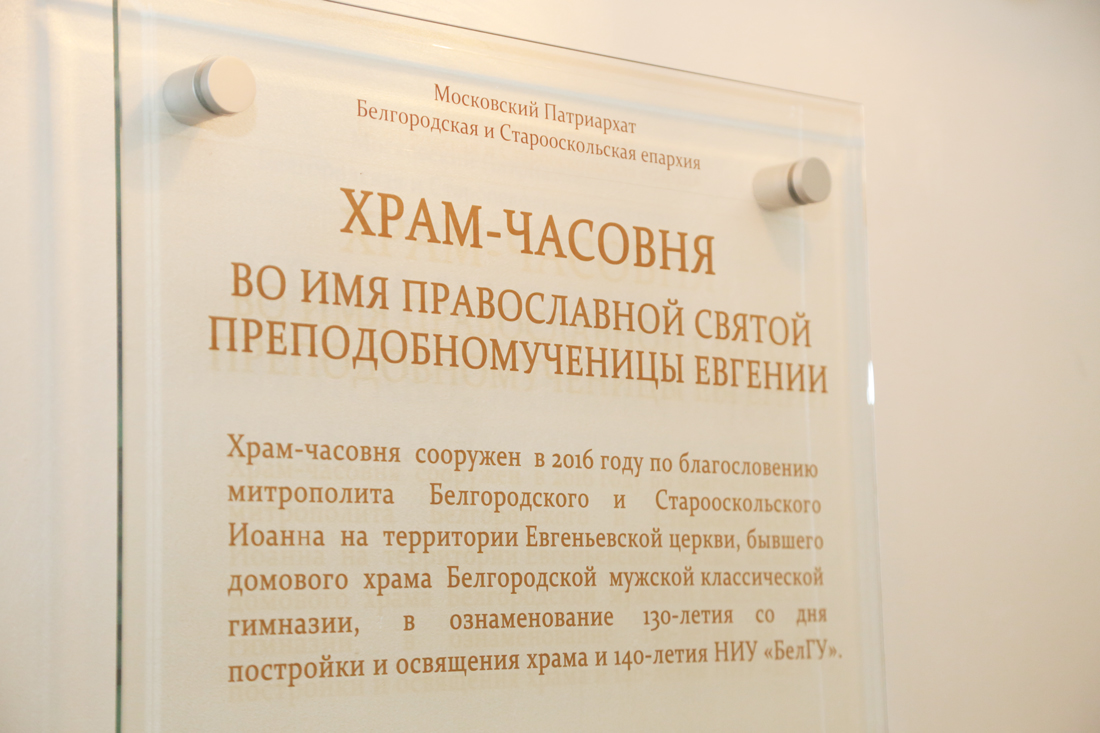 Московский Патриархат
Белгородская и Старооскольская епархия
ХРАМ-ЧАСОВНЯ
ВО ИМЯ ПРАВОСЛАВНОЙ СВЯТОЙ
ПРЕПОДОБНОМУЧЕНИЦЫ ЕВГЕНИИ
Храм-часовня сооружен в 2016 году по благословению
митрополита Белгородского и Старооскольского
Иоанна на территории Евгеньевской церкви, бывшего
домового храма Белгородской мужской классической
гимназии, в ознаменование 130-летия со дня
постройки и освящения храма и 140-летия НИУ «БелГУ».